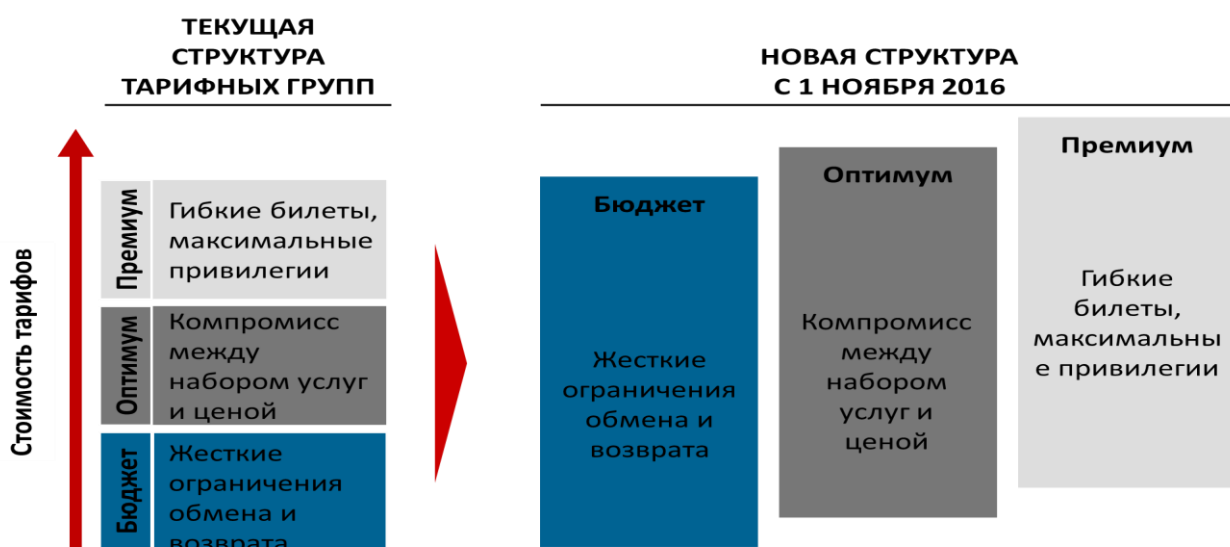 ТЕКУЩАЯ
СТРУКТУРА
ТАРИФНЫХ ГРУПП
НОВАЯ СТРУКТУРА
С 1 НОЯБРЯ 2016
Стоимость тарифов
Премиум
Гибкие билеты,
максимальные
привилегии
Оптимум
Компромисс
между
набором услуг
и ценой
Бюджет
Жесткие
ограничения
обмена и
возврата
Бюджет
Жесткие
ограничения
обмена и
возврата
Оптимум
Компромисс
между
набором
услуг и
ценой
Премиум
Гибкие
билеты,
максимальны
е привилегии